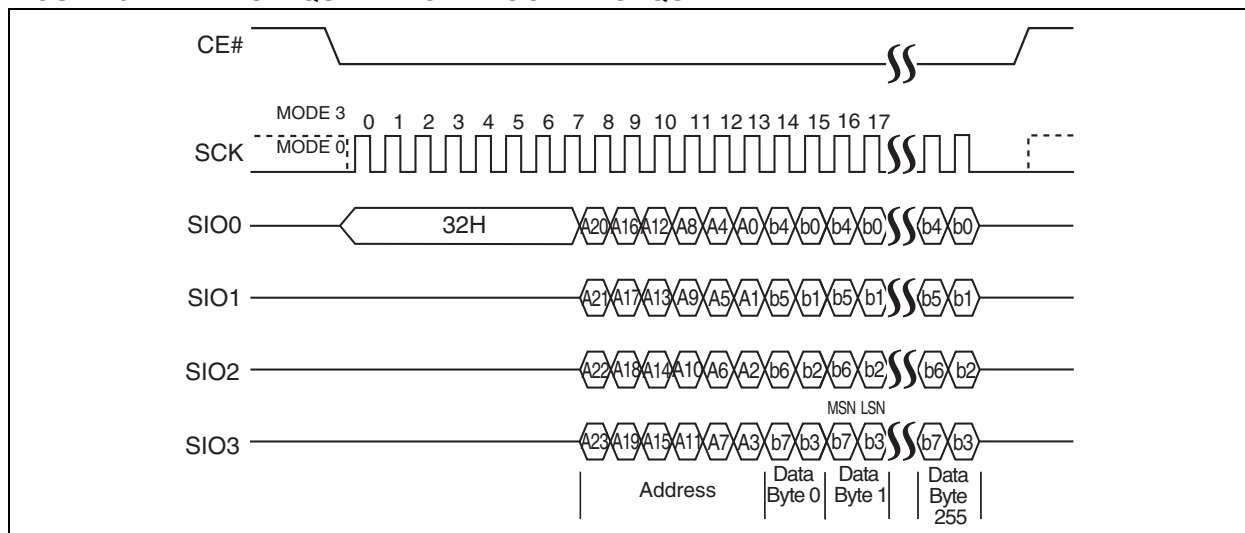 CE#
MODE 3
0 1 2 3 4 5 6 7 8 9 10 11 12 13 14 15 16 17
SCK
MODE 0
SIO0 32H A20 A16 A12 A8 A4 A0 b4 b0 b4 b0 b4 b0
SIO1 A21 A17 A13 A9 A5 A1 b5 b1 b5 b1 b5 b1
SIO2 A22 A18 A14 A10 A6 A2 b6 b2 b6 b2 b6 b2
MSN LSN
SIO3 A23 A19 A15 A11 A7 A3 b7 b3 b7 b3 b7 b3
Address
Data
Byte 0
Data
Byte 1
Data
Byte
255